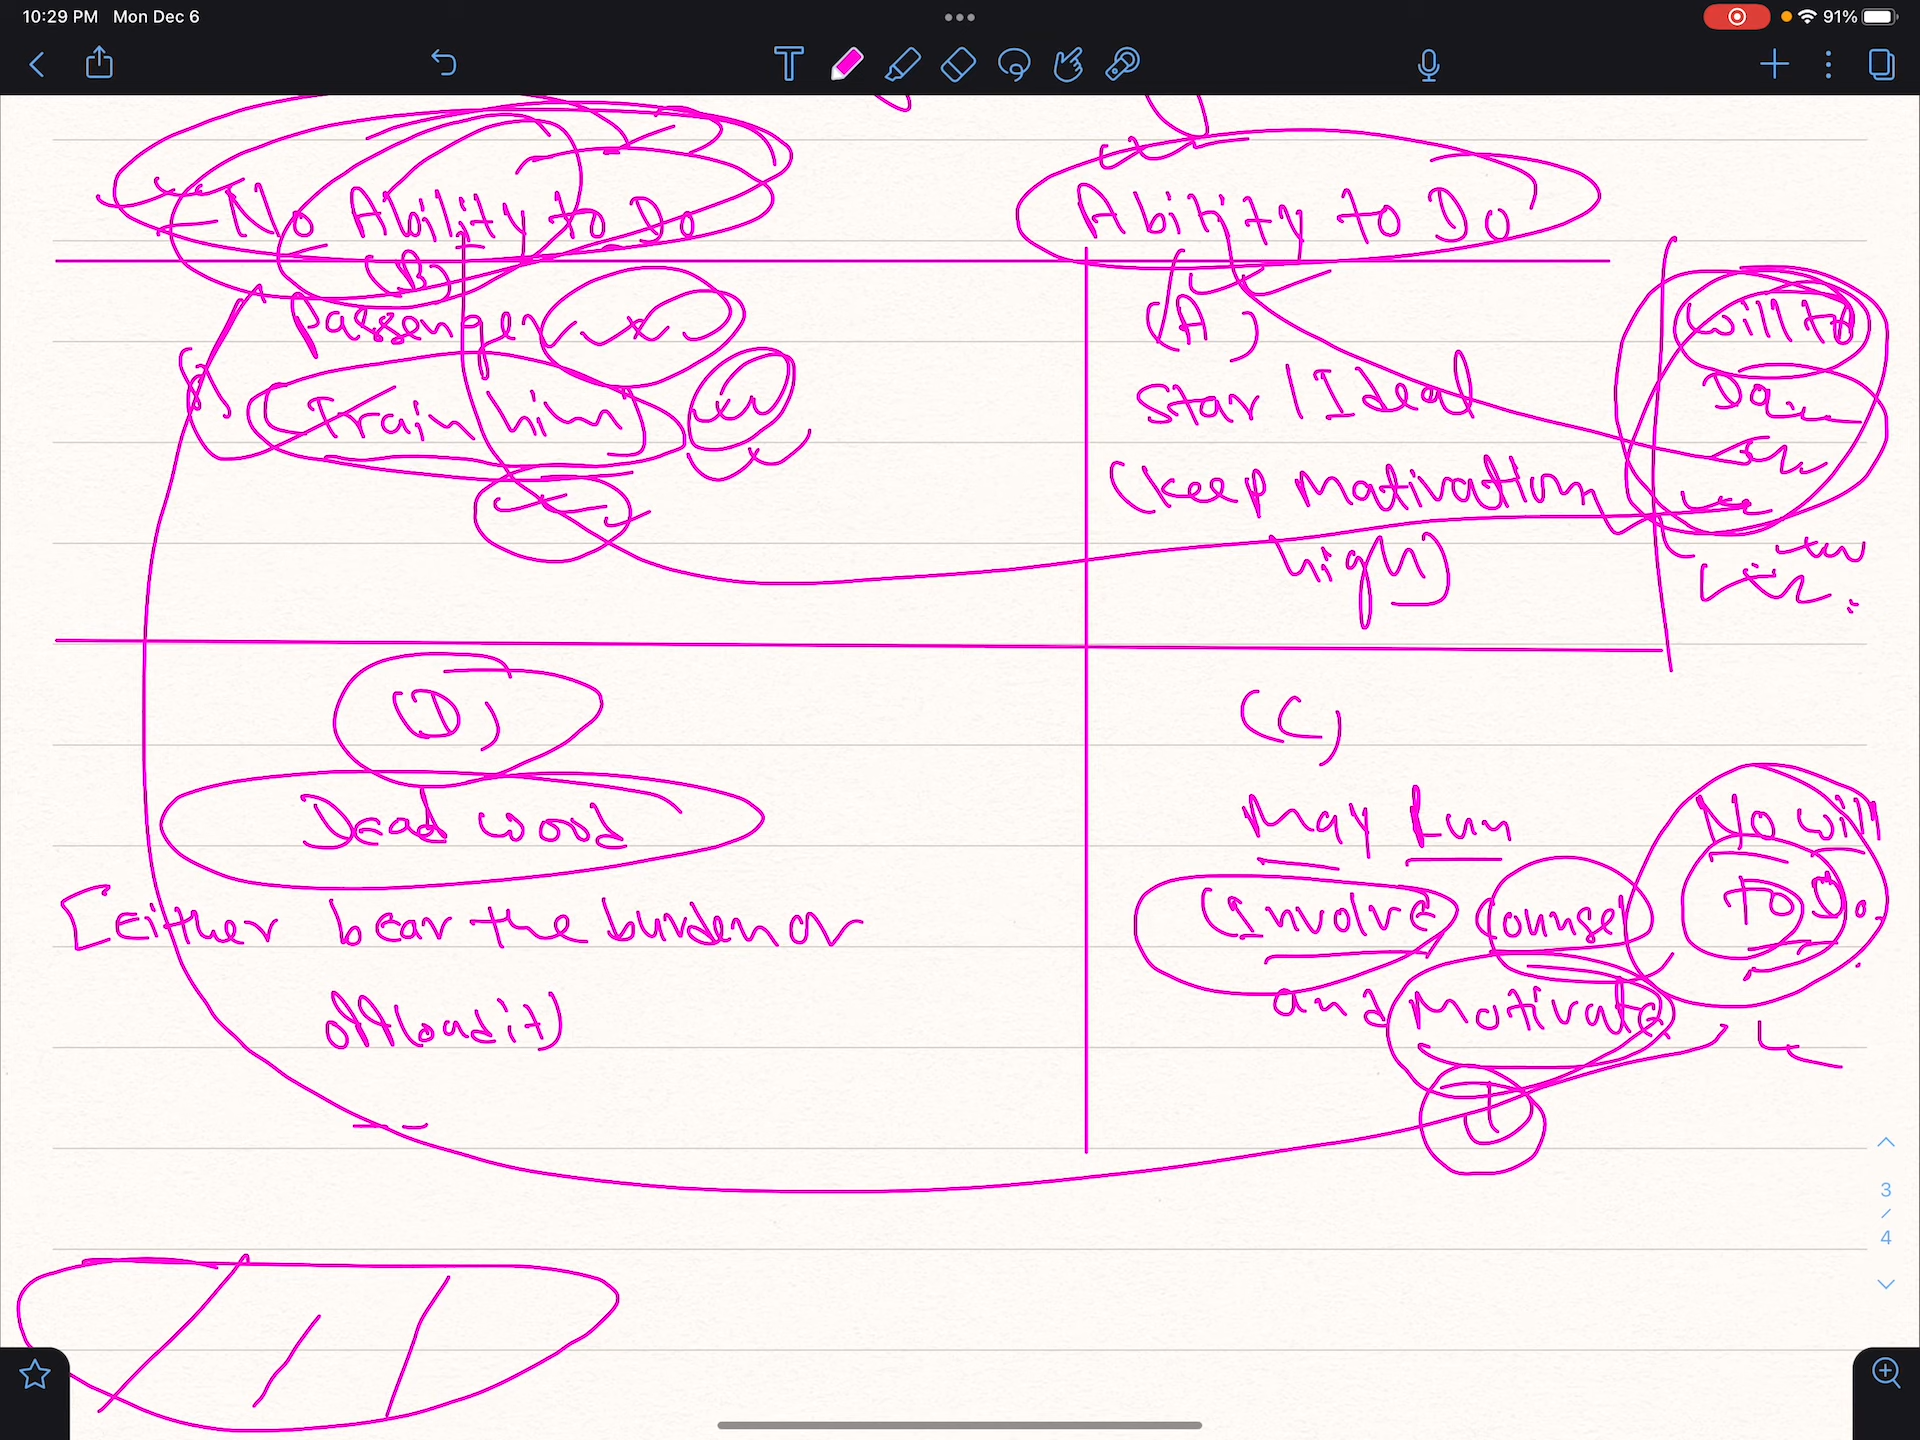 10:29 PM Mon Dec 6
91%
No Ability to Do
Ability to Do
(B)
Passenger
Train him
(A)
Star / Ideal
(Keep Motivation
high)
Will to
Do
(D)
Dead wood
[Either bear the burden or
offload it)
(C)
May Run
(Involve Counsel
and Motivate
No will
To Do.
3
/
4